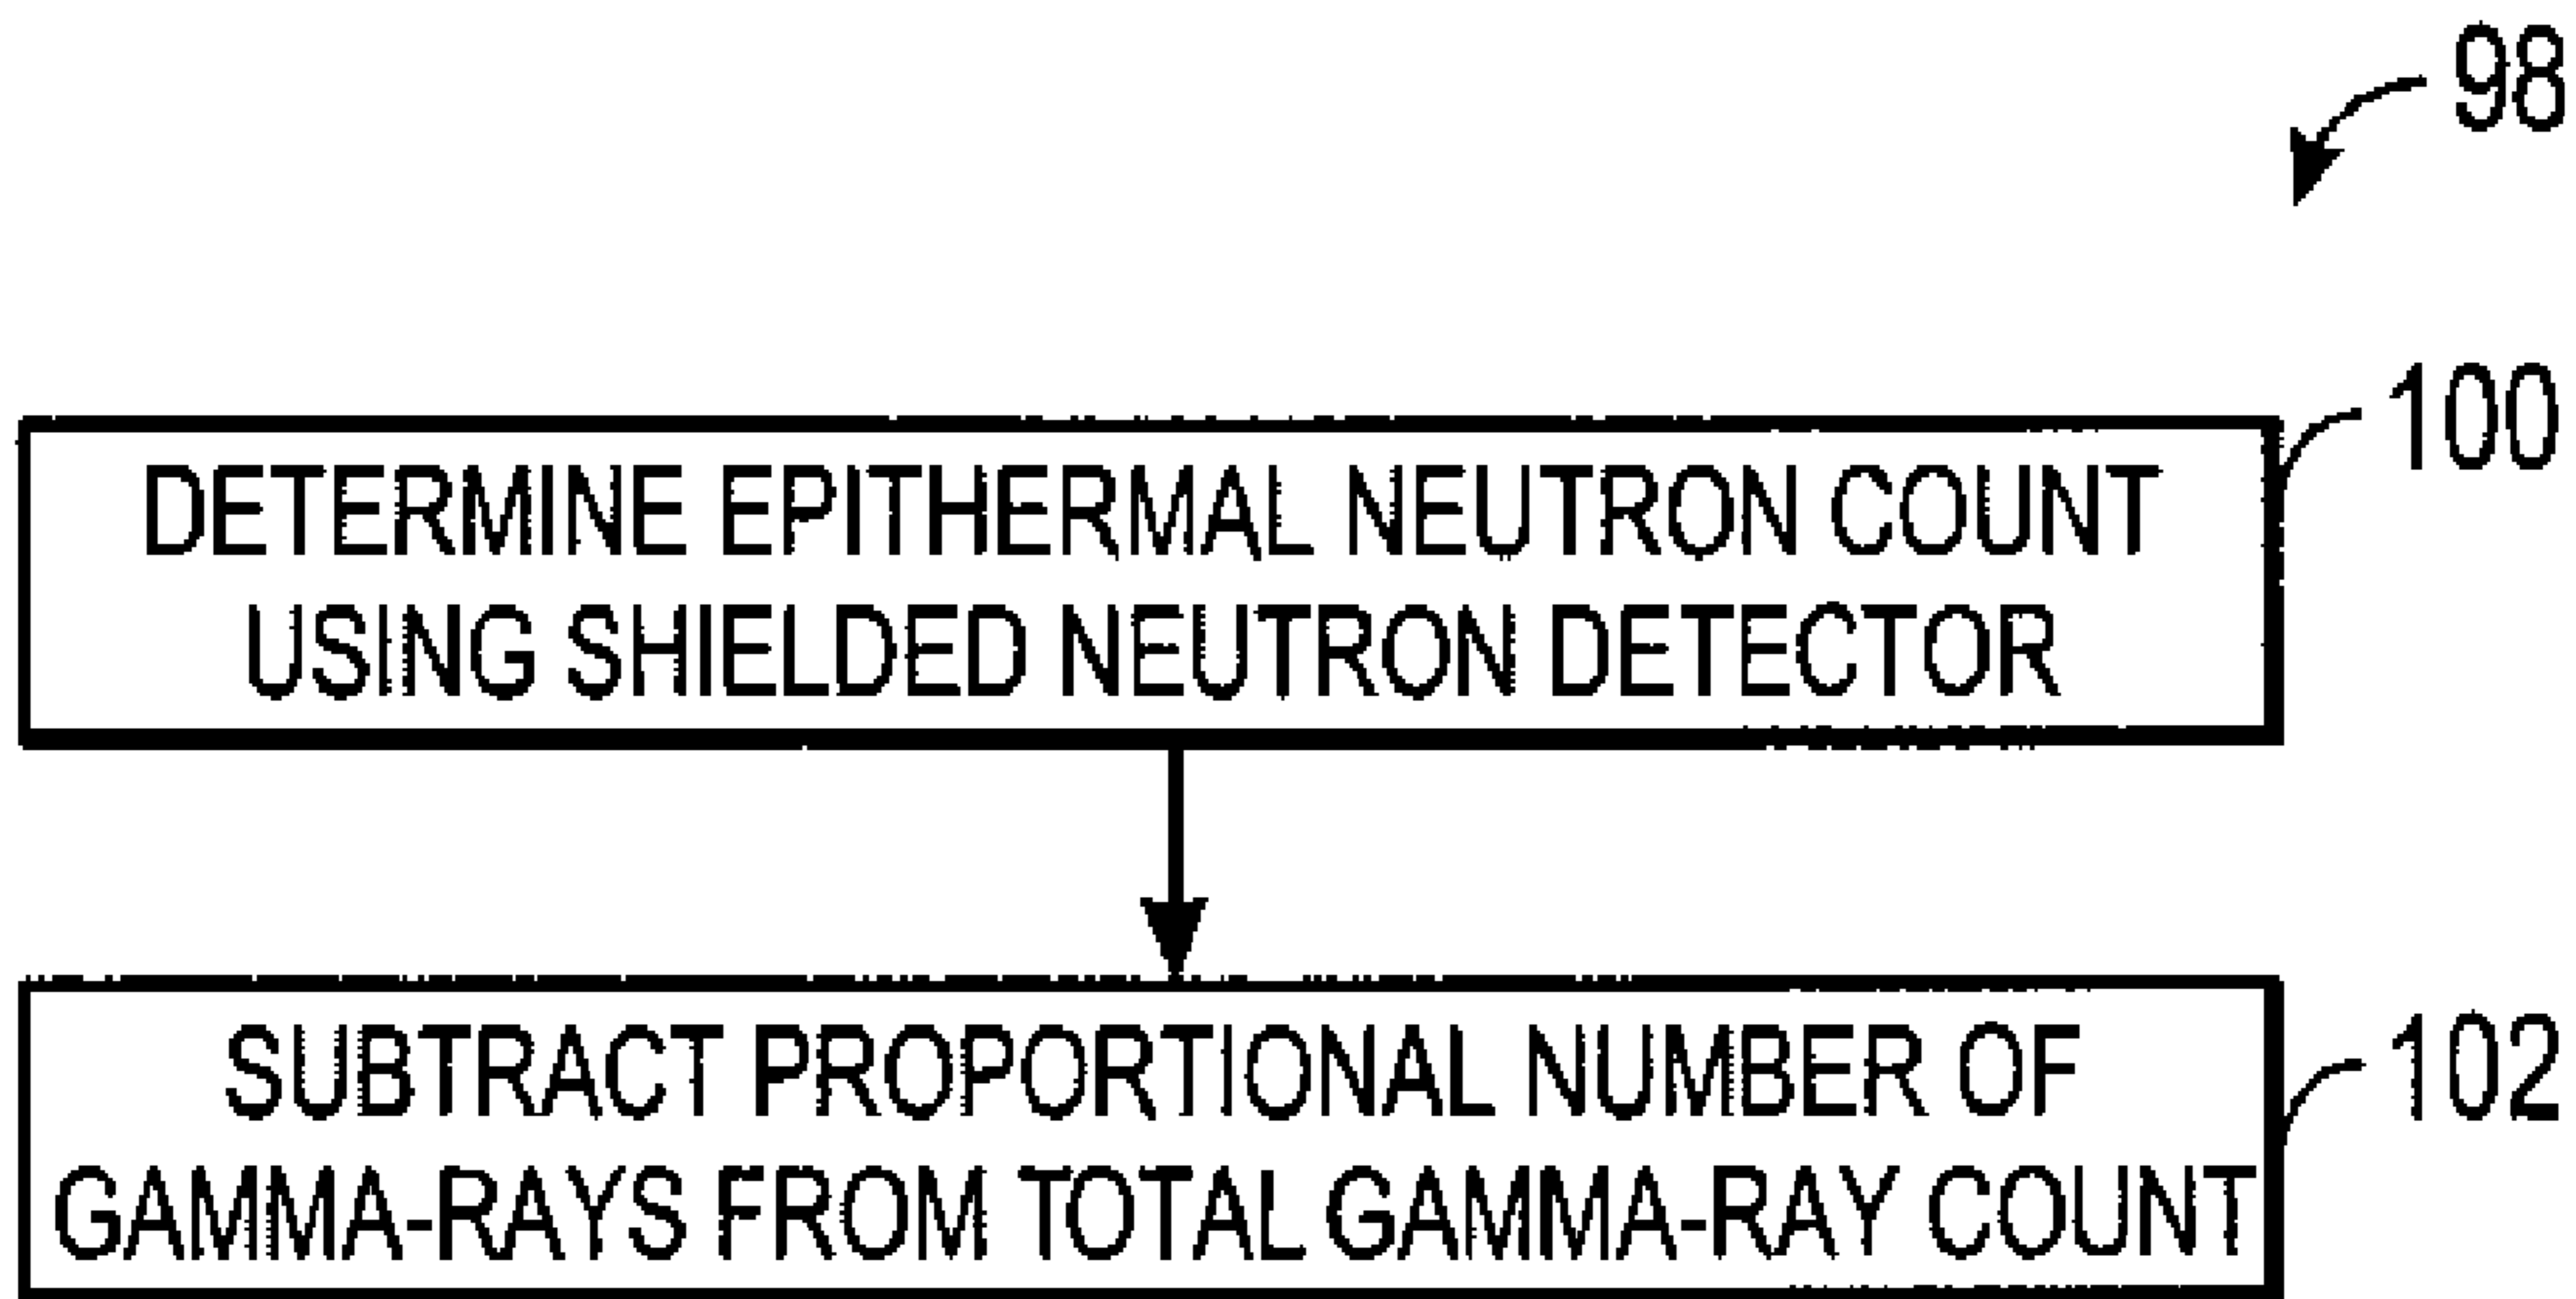 98
100
DETERMINE EPITHERMAL NEUTRON COUNT
USING SHIELDED NEUTRON DETECTOR
102
SUBTRACT PROPORTIONAL NUMBER OF
GAMMA-RAYS FROM TOTAL GAMMA-RAY COUNT